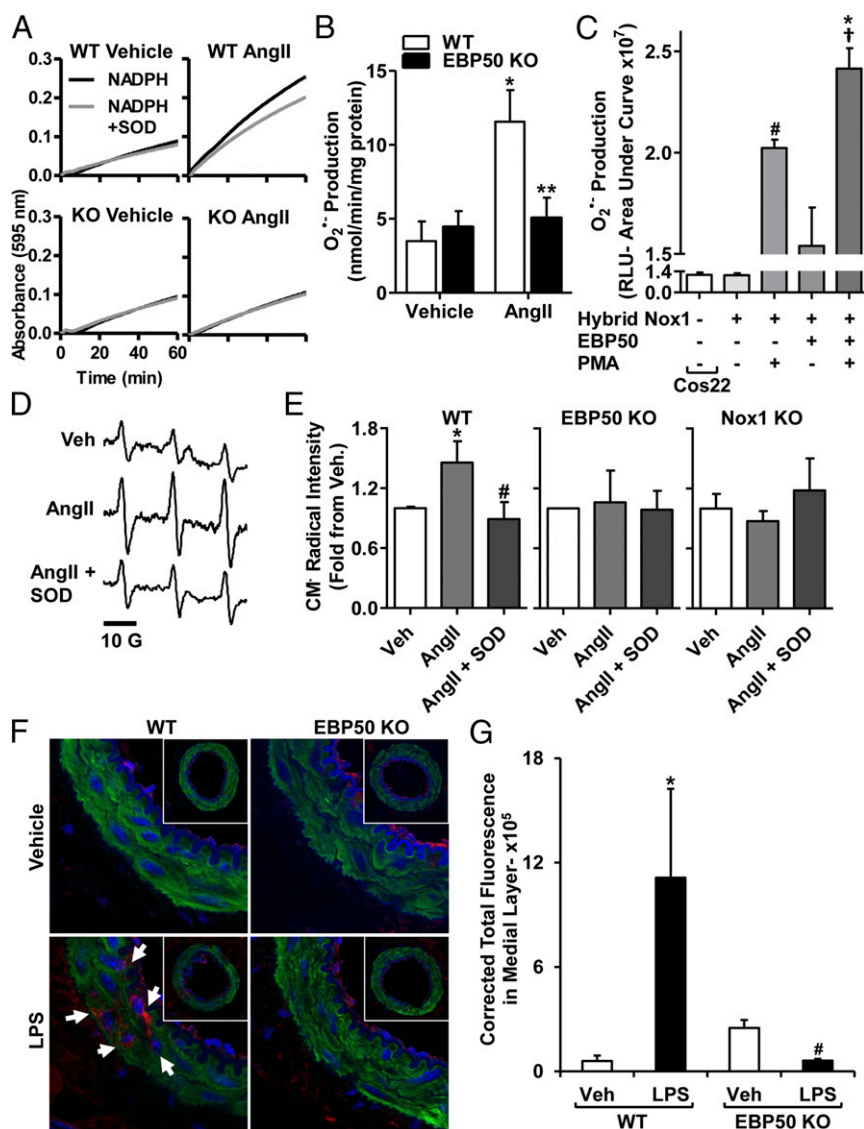 A
WT Vehicle
WT AngII
NADPH
NADPH
+SOD
0.3
0.2
0.1
0.0
KO Vehicle
KO AngII
0.3
0.2
0.1
0.0
0 20 40 60
Absorbance (595 nm)
Time (min)
B
WT
EBP50 KO
O₂•- Production
(nmol/min/mg protein)
15
10
5
0
*
**
Vehicle
AngII
C
O₂•- Production
(RLU- Area Under Curve x10⁷)
2.5
2.0
1.5
1.4
0.0
#
*
†
Hybrid Nox1 - + + + +
EBP50 - - - + +
PMA - - + - +
Cos22
D
Veh
AngII
AngII +
SOD
10 G
E
WT
EBP50 KO
Nox1 KO
CM· Radical Intensity
(Fold from Veh.)
1.8
1.2
0.6
0.0
*
#
Veh
AngII
AngII + SOD
Veh
AngII
AngII + SOD
Veh
AngII
AngII + SOD
F
WT
EBP50 KO
Vehicle
LPS
G
Corrected Total Fluorescence
in Medial Layer- x10⁵
18
12
6
0
*
#
Veh LPS Veh LPS
WT EBP50 KO